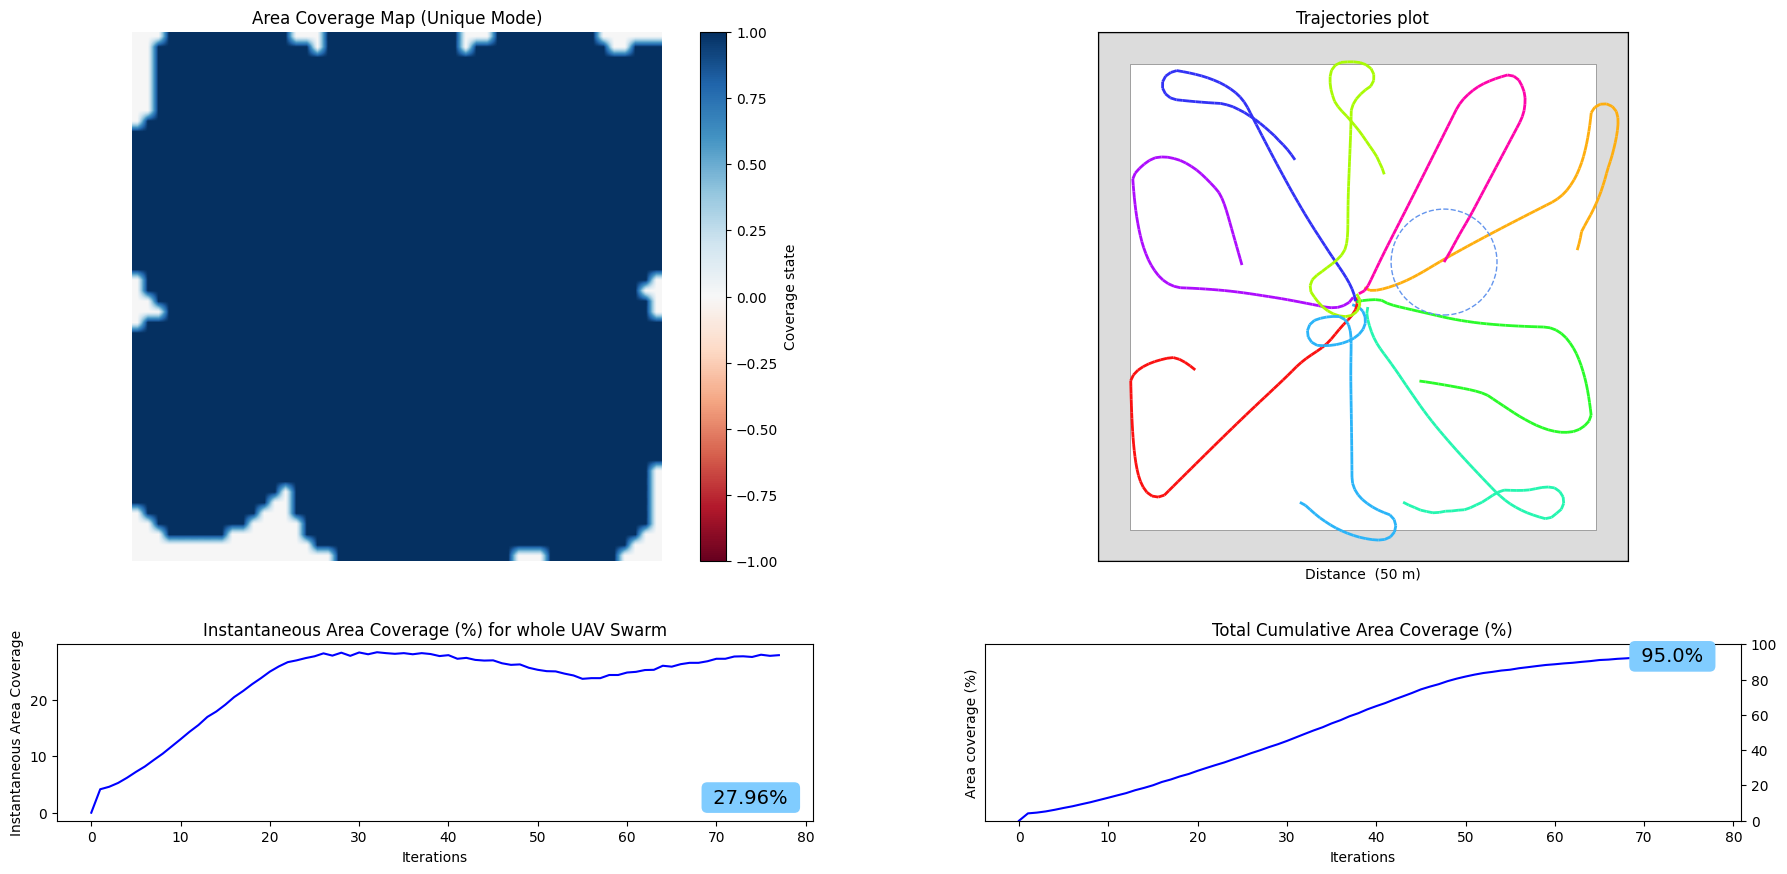 Area Coverage Map (Unique Mode)
1.00
0.75
0.50
0.25
0.00
−0.25
−0.50
−0.75
−1.00
Coverage state
Trajectories plot
Distance  (50 m)
Instantaneous Area Coverage (%) for whole UAV Swarm
Instantaneous Area Coverage
20
10
0
27.96%
0 10 20 30 40 50 60 70 80
Iterations
Total Cumulative Area Coverage (%)
Area coverage (%)
95.0%
100
80
60
40
20
0
0 10 20 30 40 50 60 70 80
Iterations